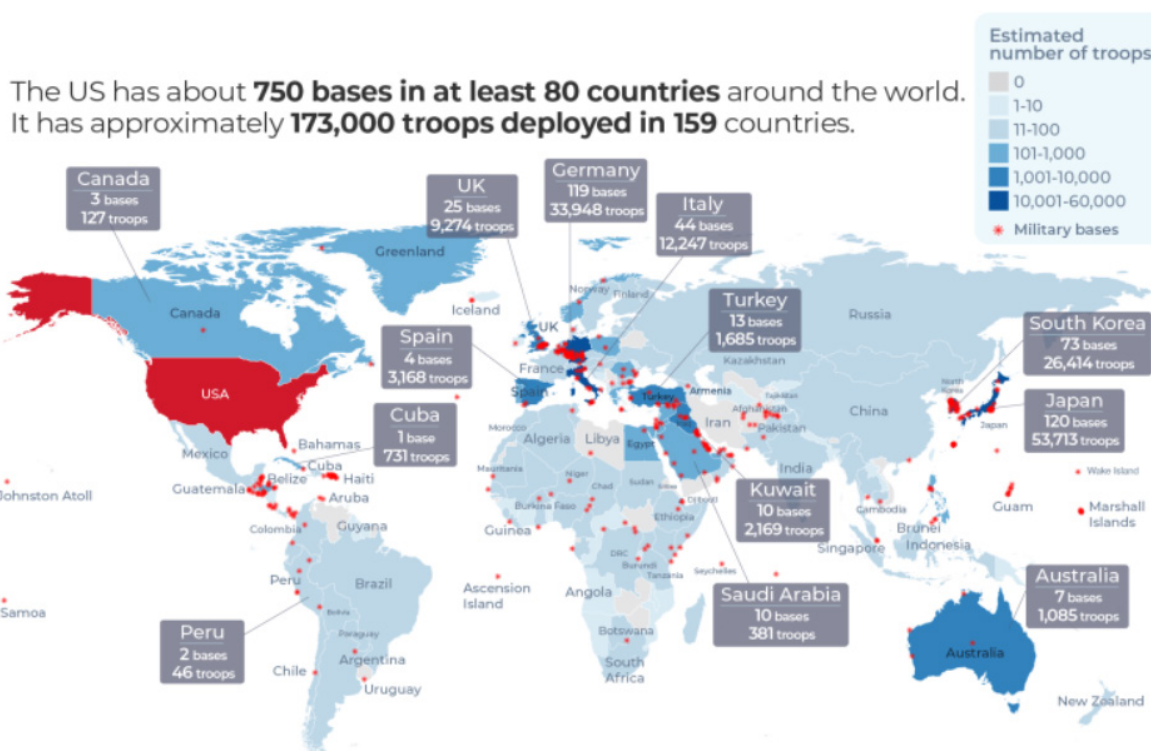 The US has about 750 bases in at least 80 countries around the world.
It has approximately 173,000 troops deployed in 159 countries.
Estimated
number of troops
0
1-10
11-100
101-1,000
1,001-10,000
10,001-60,000
Military bases
Canada
3 bases
127 troops
UK
25 bases
9,274 troops
Germany
119 bases
33,948 troops
Italy
44 bases
12,247 troops
Spain
4 bases
3,168 troops
Turkey
13 bases
1,685 troops
South Korea
73 bases
26,414 troops
Japan
120 bases
53,713 troops
Cuba
1 base
731 troops
Kuwait
10 bases
2,169 troops
Saudi Arabia
10 bases
381 troops
Australia
7 bases
1,085 troops
Peru
2 bases
46 troops
Greenland
Canada
USA
Iceland
Norway
Finland
UK
France
Spain
Russia
Kazakhstan
Turkey
Armenia
Tajikistan
Afghanistan
Iran
Iraq
Pakistan
China
North
Korea
Japan
India
Morocco
Algeria
Libya
Egypt
Mauritania
Niger
Chad
Sudan
Djibouti
Burkina Faso
Ethiopia
Guinea
DRC
Burundi
Tanzania
Seychelles
Angola
Botswana
South
Africa
Mexico
Bahamas
Cuba
Belize
Haiti
Guatemala
Aruba
Colombia
Guyana
Peru
Brazil
Bolivia
Paraguay
Argentina
Chile
Uruguay
Johnston Atoll
Samoa
Ascension
Island
Cambodia
Singapore
Brunei
Indonesia
Guam
Wake Island
Marshall
Islands
Australia
New Zealand